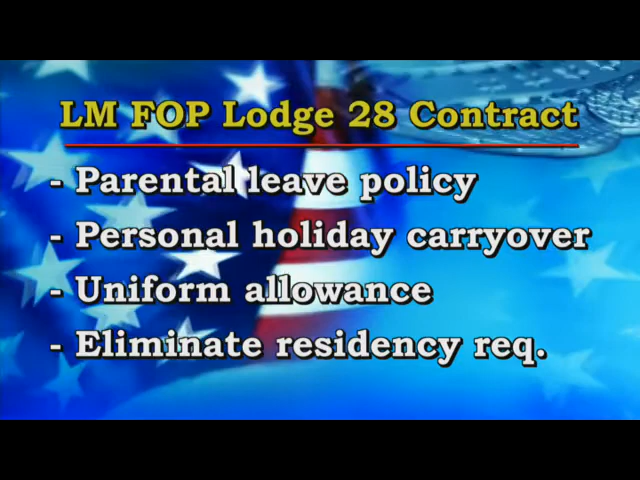 LM FOP Lodge 28 Contract
- Parental leave policy
- Personal holiday carryover
- Uniform allowance
- Eliminate residency req.